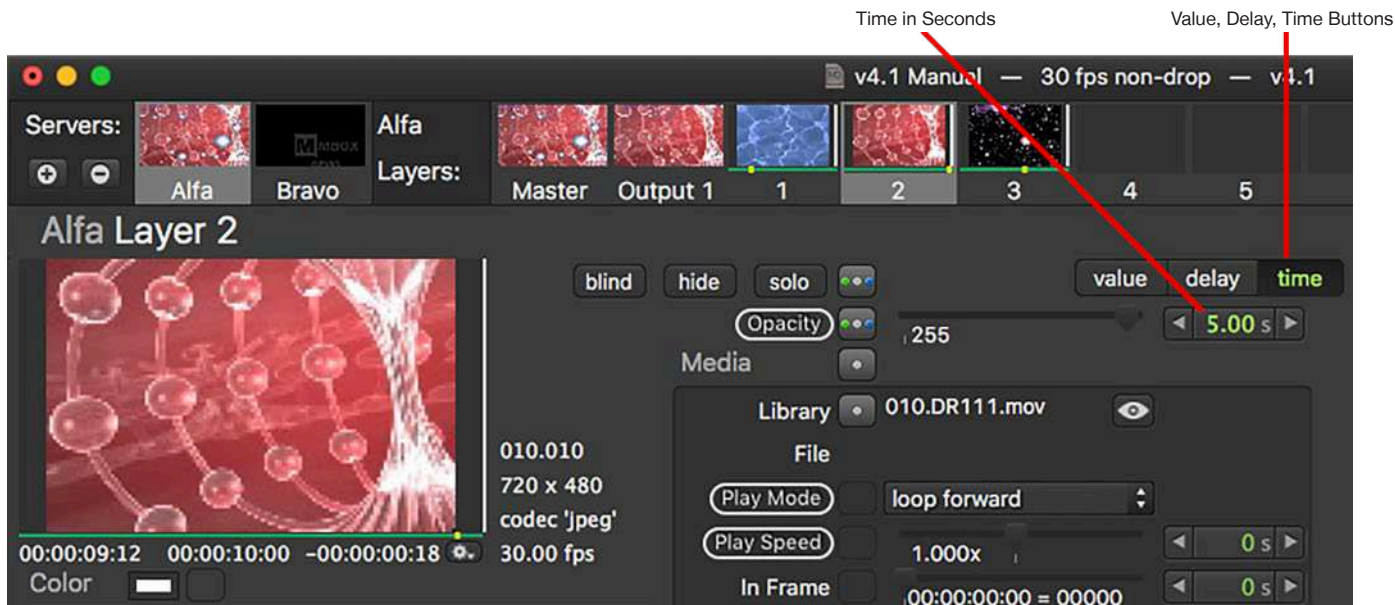 Time in Seconds
Value, Delay, Time Buttons
v4.1 Manual — 30 fps non-drop — v4.1
Servers:
Alfa
Bravo
Alfa
Layers:
Master
Output 1
1
2
3
4
5
Alfa Layer 2
blind
hide
solo
value
delay
time
Opacity
255
5.00 s
Media
Library
010.DR111.mov
File
010.010
720 x 480
codec 'jpeg'
30.00 fps
Play Mode
loop forward
Play Speed
1.000x
0 s
00:00:09:12
00:00:10:00
-00:00:00:18
Color
In Frame
00:00:00:00 = 00000
0 s